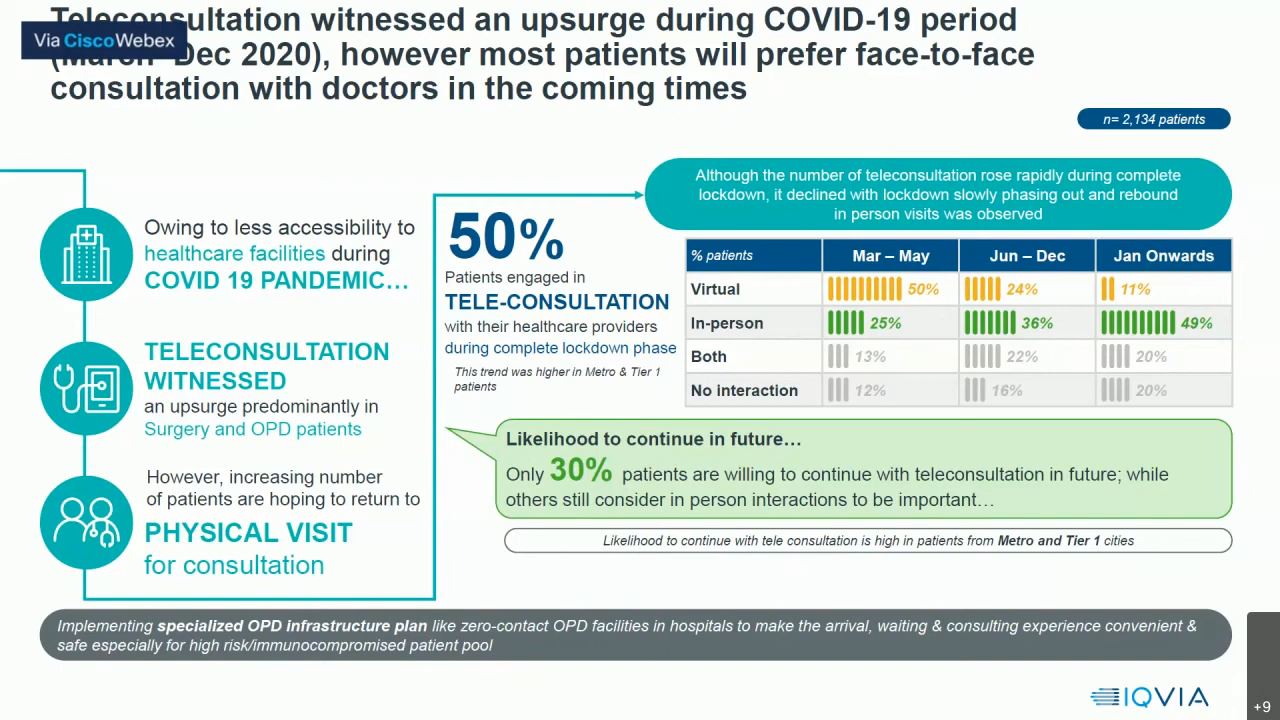 Teleconsultation witnessed an upsurge during COVID-19 period
Via CiscoWebex
Dec 2020), however most patients will prefer face-to-face
consultation with doctors in the coming times
n= 2,134 patients
Owing to less accessibility to
healthcare facilities during
COVID 19 PANDEMIC…
TELECONSULTATION
WITNESSED
an upsurge predominantly in
Surgery and OPD patients
However, increasing number
of patients are hoping to return to
PHYSICAL VISIT
for consultation
50%
Patients engaged in
TELE-CONSULTATION
with their healthcare providers
during complete lockdown phase
This trend was higher in Metro & Tier 1
patients
Although the number of teleconsultation rose rapidly during complete
lockdown, it declined with lockdown slowly phasing out and rebound
in person visits was observed
% patients Mar – May Jun – Dec Jan Onwards
Virtual 50% 24% 11%
In-person 25% 36% 49%
Both 13% 22% 20%
No interaction 12% 16% 20%
Likelihood to continue in future…
Only 30% patients are willing to continue with teleconsultation in future; while
others still consider in person interactions to be important…
Likelihood to continue with tele consultation is high in patients from Metro and Tier 1 cities
Implementing specialized OPD infrastructure plan like zero-contact OPD facilities in hospitals to make the arrival, waiting & consulting experience convenient &
safe especially for high risk/immunocompromised patient pool
IQVIA
+9